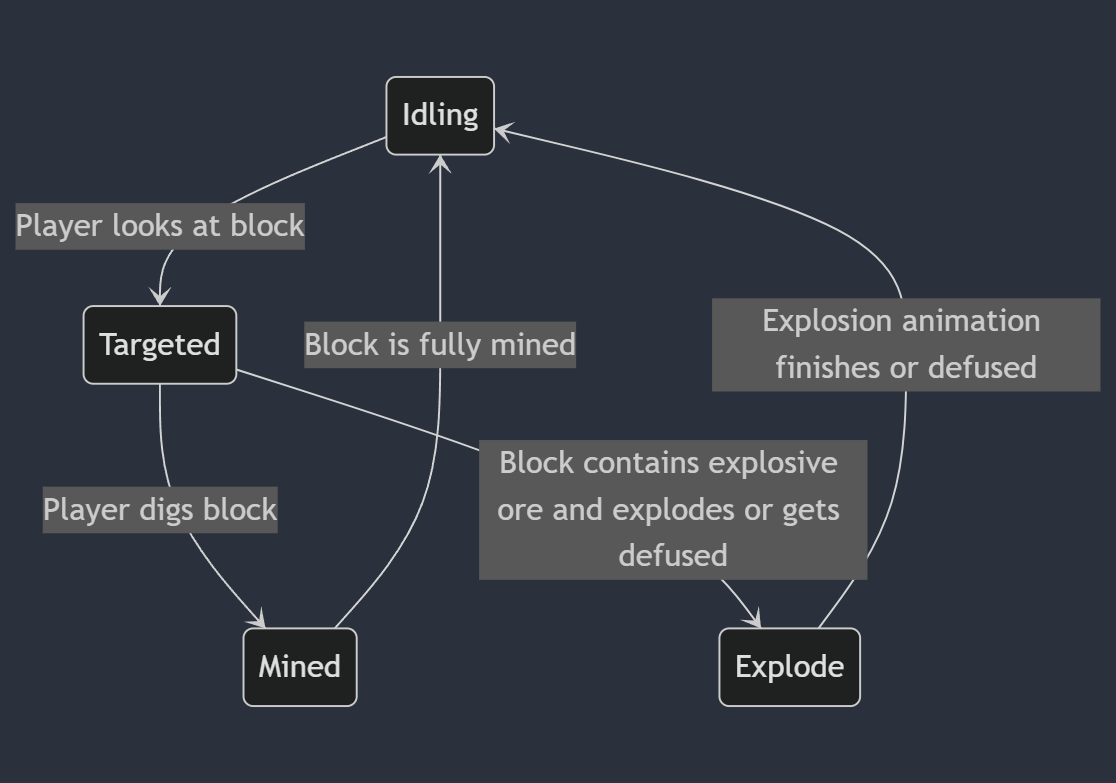 Idling
Player looks at block
Targeted
Block is fully mined
Explosion animation
finishes or defused
Block contains explosive
ore and explodes or gets
defused
Player digs block
Mined
Explode